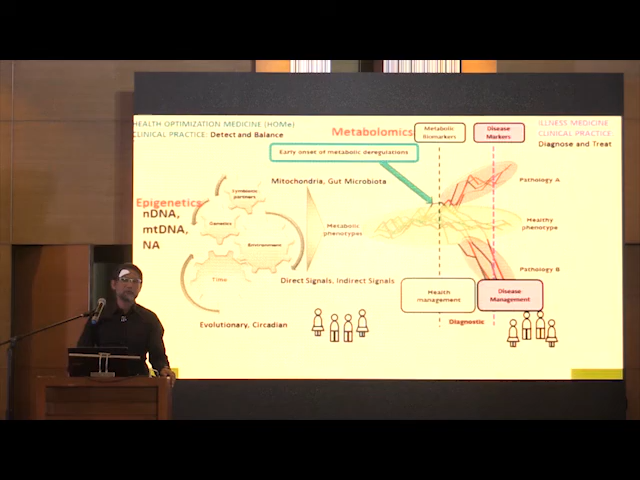 HEALTH OPTIMIZATION MEDICINE (HOMe)
CLINICAL PRACTICE: Detect and Balance
Metabolomics
Metabolic
Biomarkers
Disease
Markers
ILLNESS MEDICINE
CLINICAL PRACTICE:
Diagnose and Treat
Early onset of metabolic deregulations
Mitochondria, Gut Microbiota
Pathology A
Epigenetics
nDNA,
mtDNA,
NA
Symbiotic
partners
Genetics
Environment
Time
Metabolic
phenotypes
Healthy
phenotype
Pathology B
Direct Signals, Indirect Signals
Health
management
Disease
Management
Evolutionary, Circadian
Diagnostic